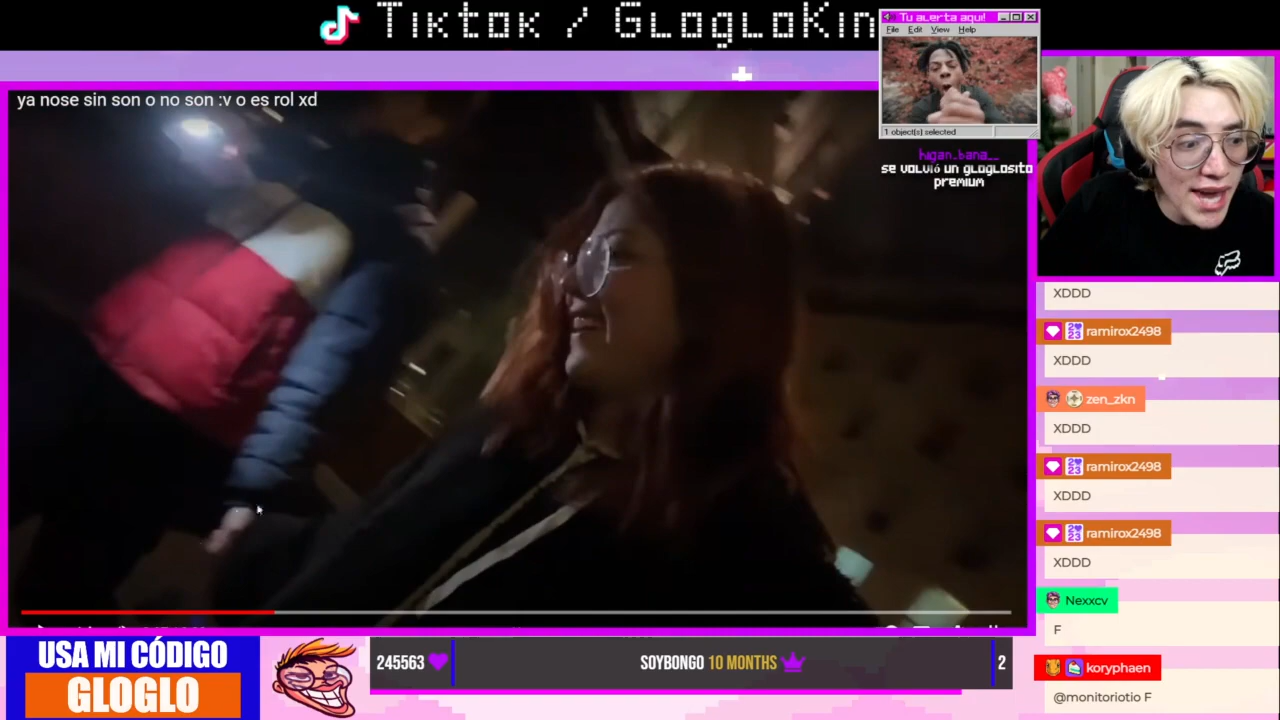 Tiktok / GLogLoKin
Tu alerta aqui!
File Edit View Help
1 object(s) selected
higan_bana__
se volvió un gloglosito
premium
ya nose sin son o no son :v o es rol xd
XDDD
ramirox2498
XDDD
zen_zkn
XDDD
ramirox2498
XDDD
ramirox2498
XDDD
Nexxcv
F
koryphaen
@monitoriotio F
USA MI CÓDIGO
GLOGLO
245563
SOYBONGO 10 MONTHS
2